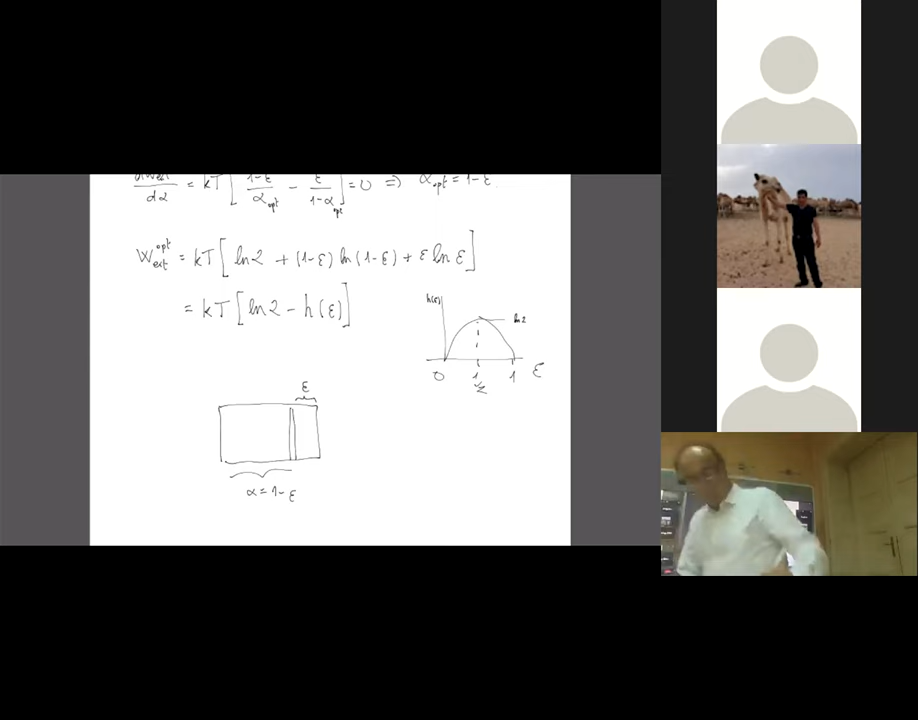 dW_ext/dα = kT [ (1-ε)/α_opt - ε/(1-α_opt) ] = 0 ⇒ α_opt = 1-ε.
W_ext^opt = kT [ ln2 + (1-ε) ln(1-ε) + ε ln ε ]
= kT [ ln2 - h(ε) ]
h(ε)
ln2
0 1/2 1 ε
ε
α = 1-ε